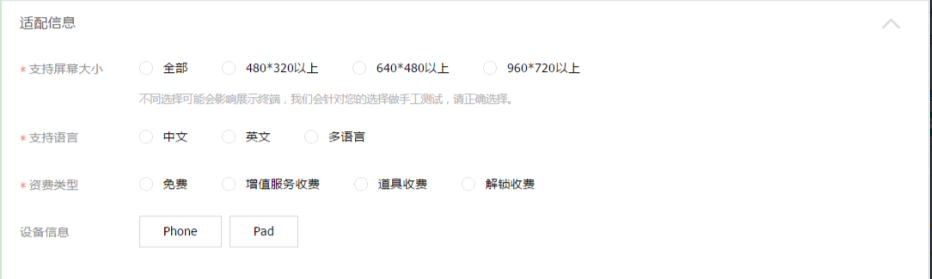 适配信息
* 支持屏幕大小 全部 480*320以上 640*480以上 960*720以上
不同选择可能会影响展示终端，我们会针对您的选择做手工测试，请正确选择。
* 支持语言 中文 英文 多语言
* 资费类型 免费 增值服务收费 道具收费 解锁收费
设备信息 Phone Pad